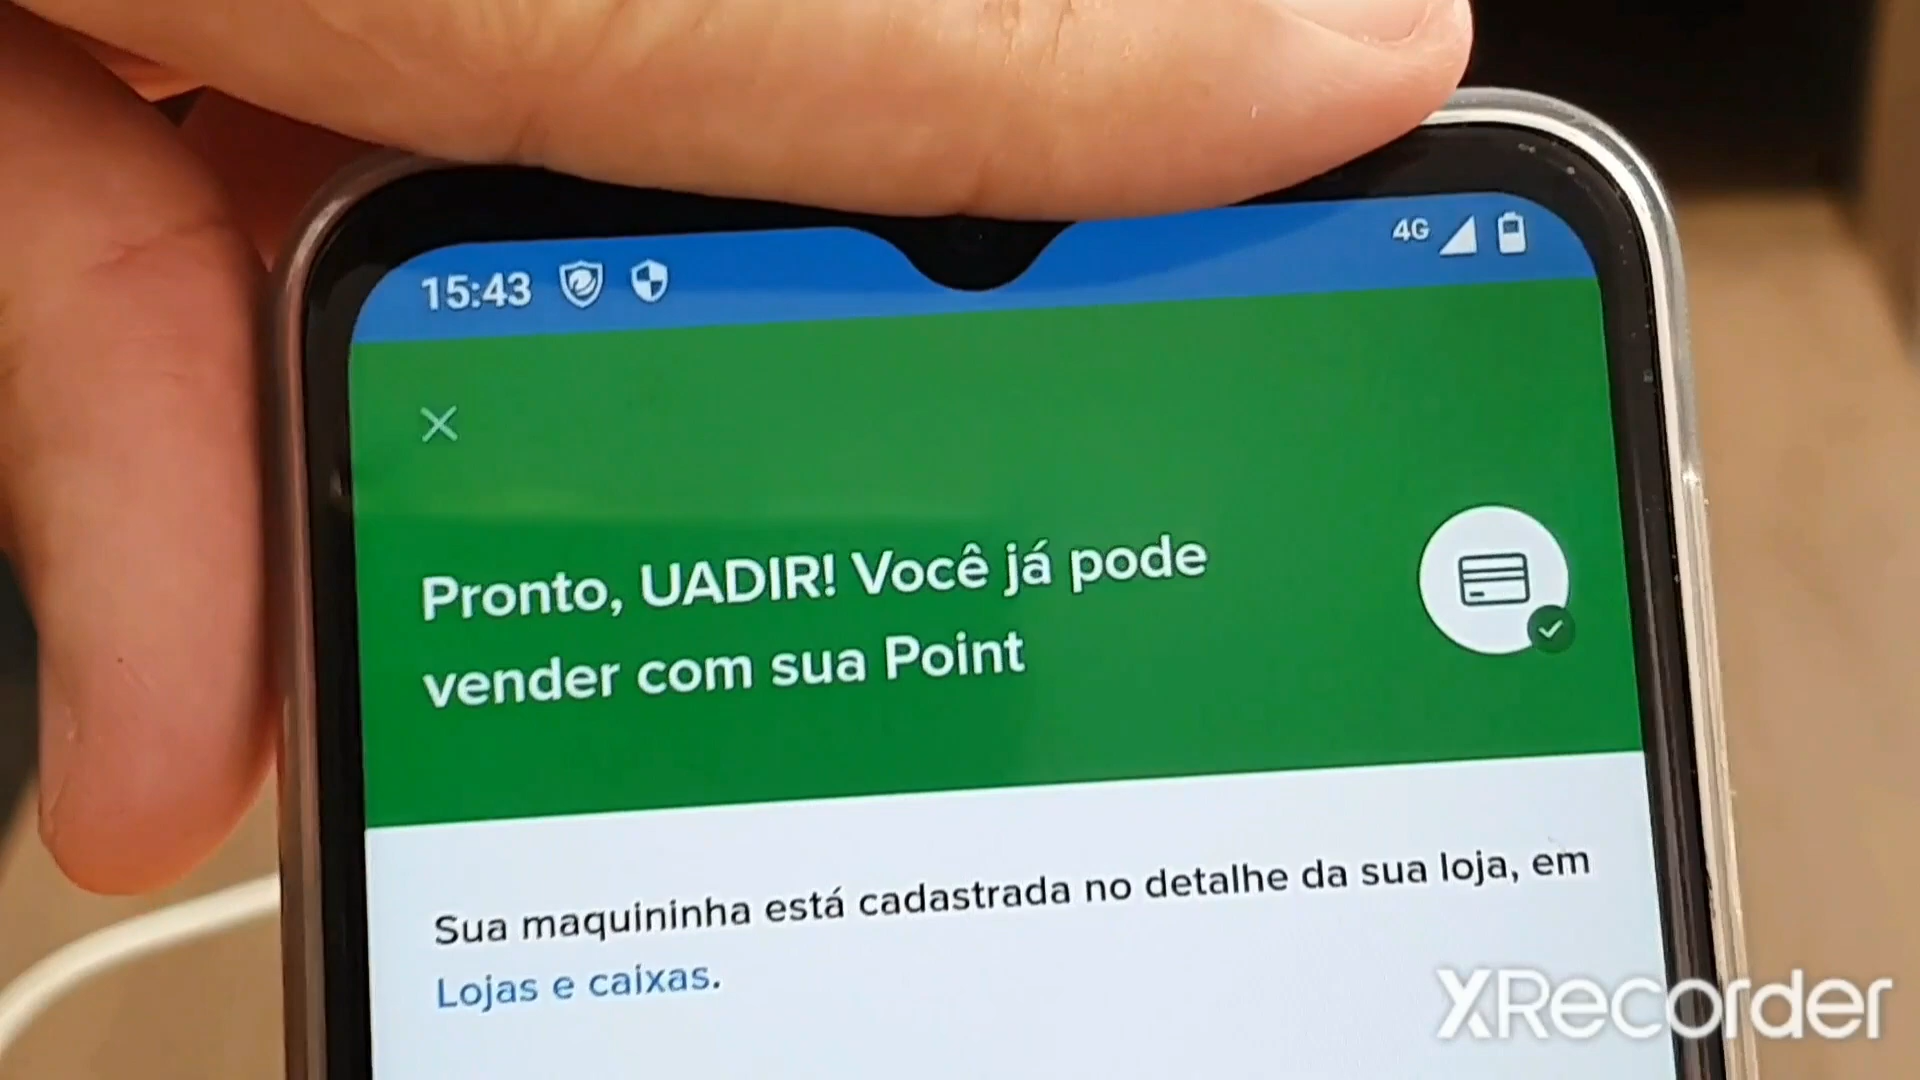 15:43
4G
Pronto, UADIR! Você já pode
vender com sua Point
Sua maquininha está cadastrada no detalhe da sua loja, em
Lojas e caixas.
XRecorder